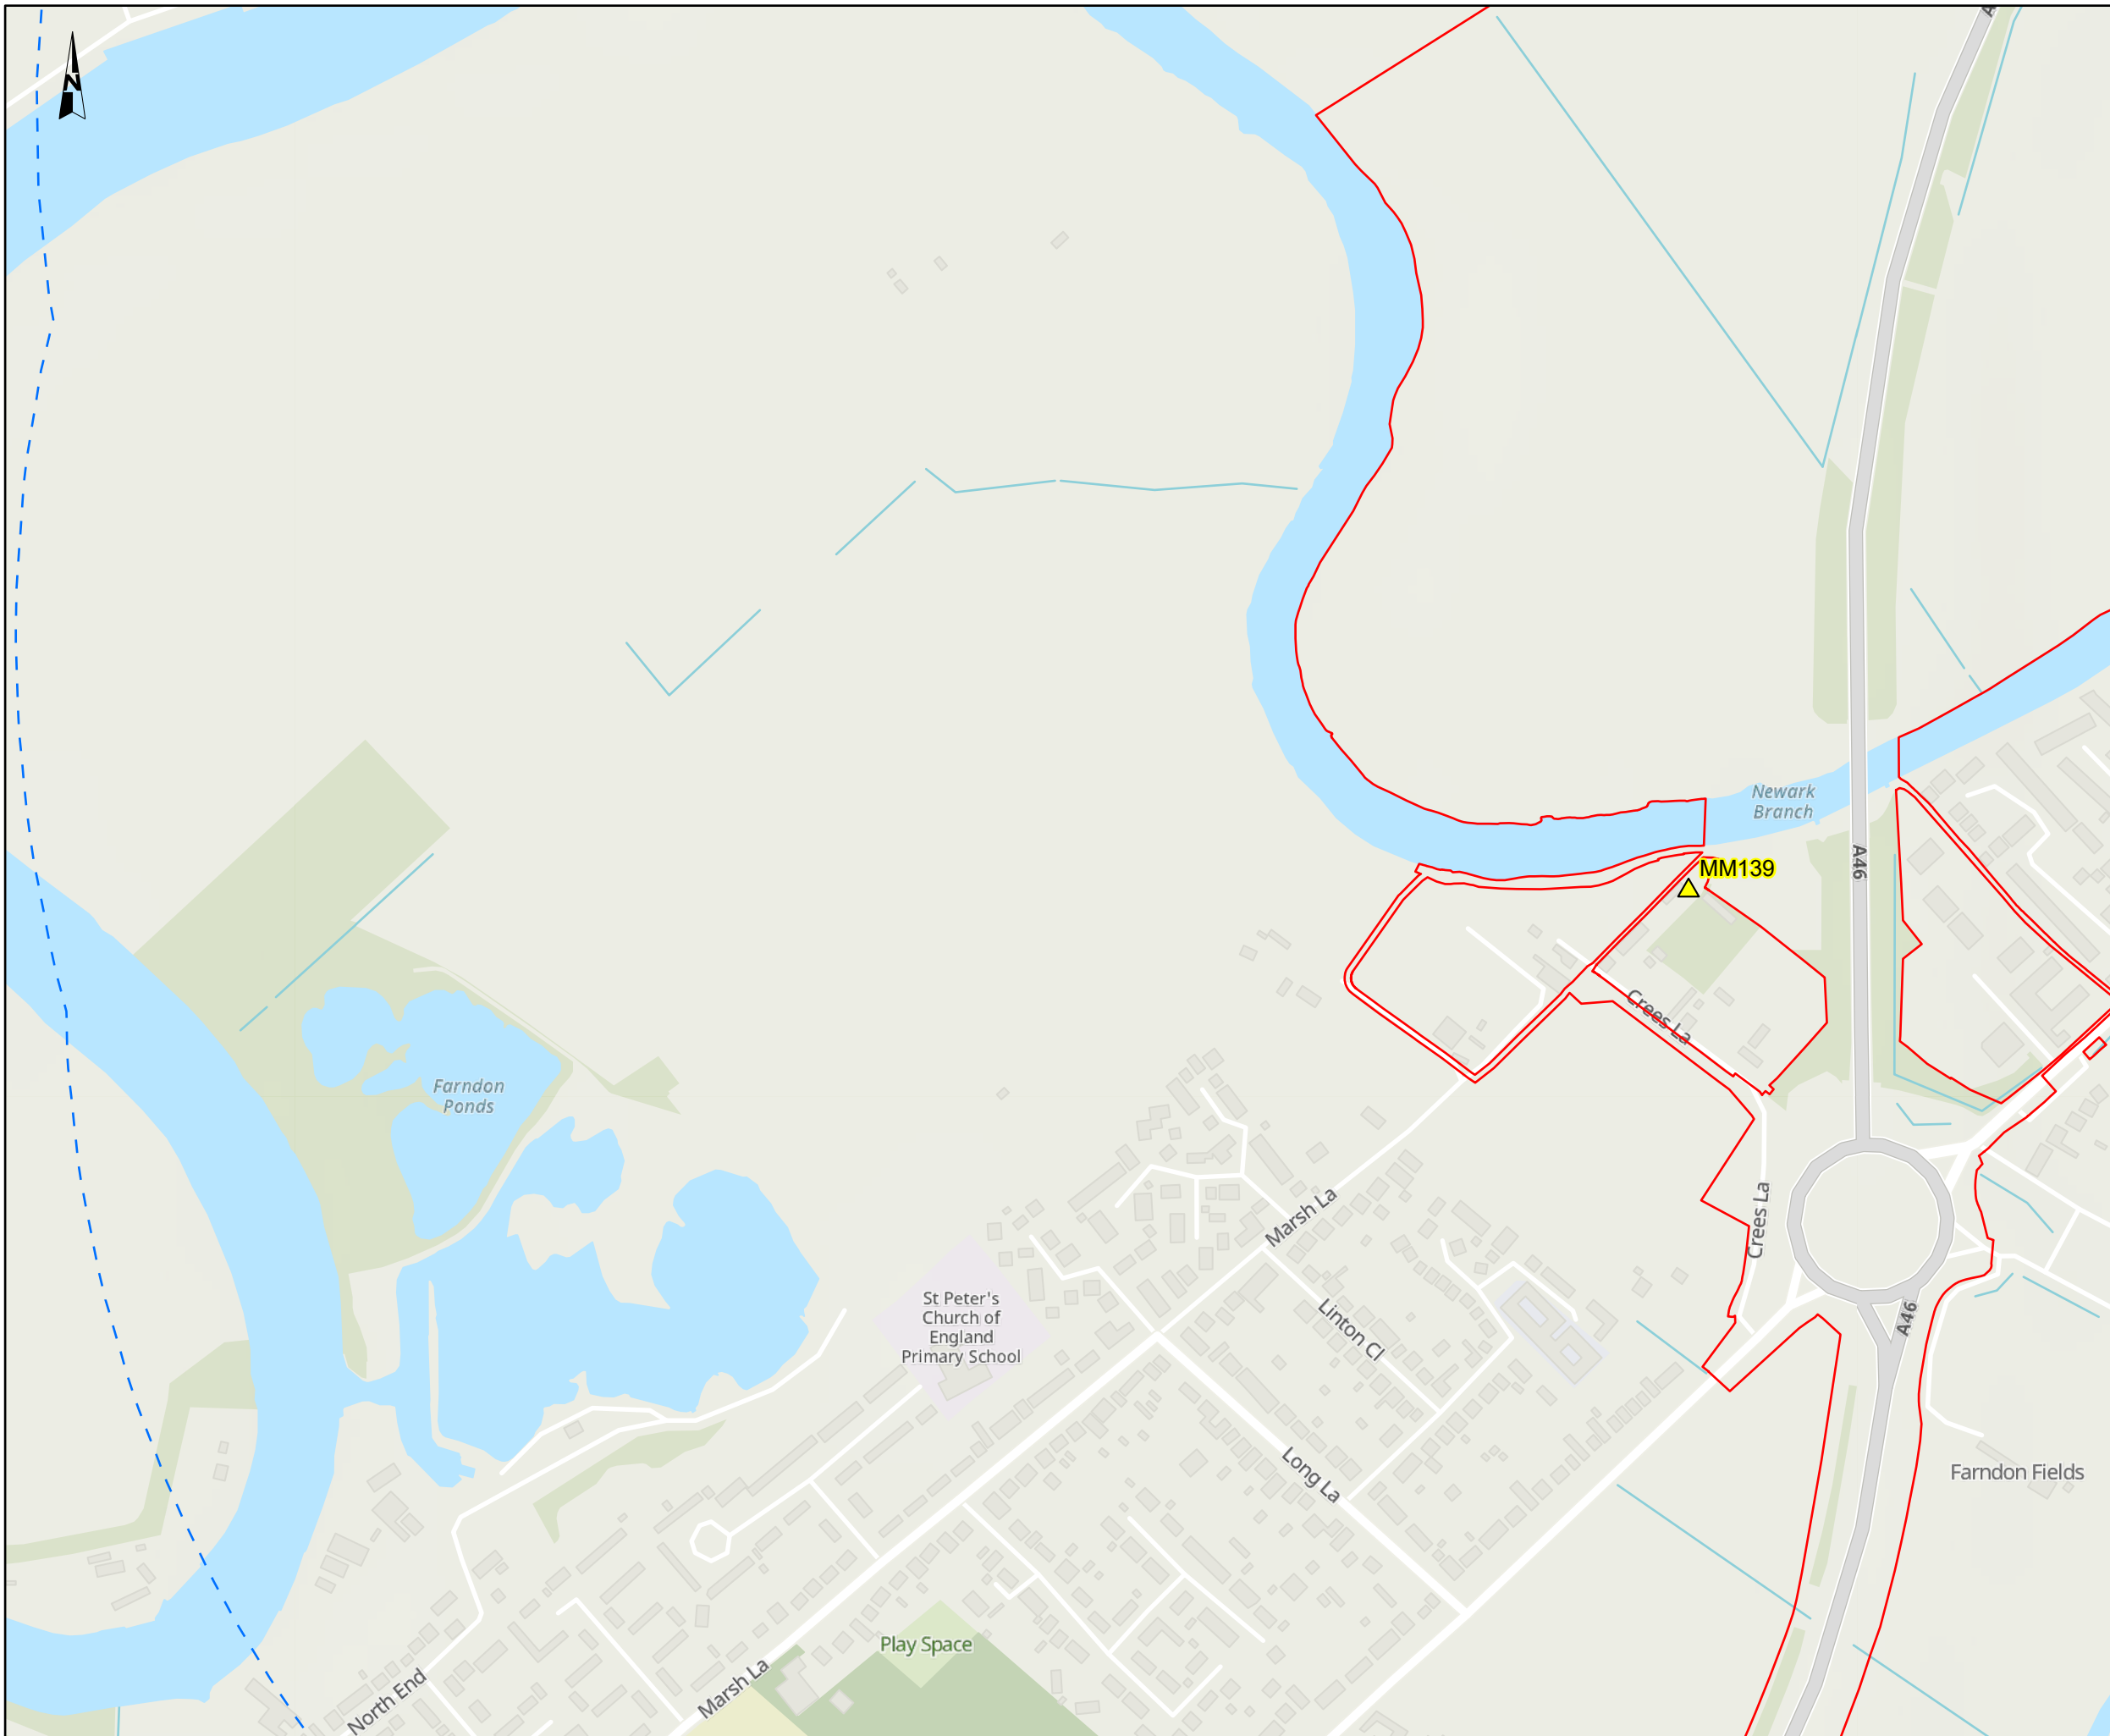 A
N
Newark
Branch
MM139
A46
Crees La
Farndon
Ponds
Marsh La
Crees La
St Peter's
Church of
England
Primary School
Linton Cl
A46
Long La
Farndon Fields
Play Space
Marsh La
North End